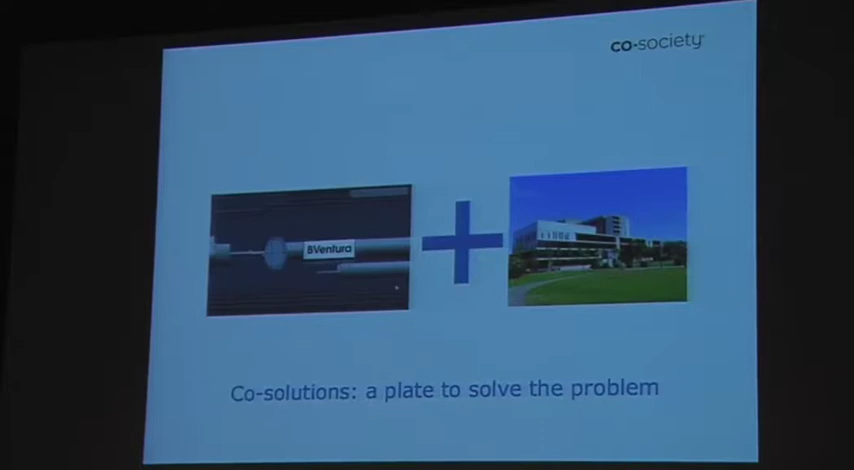 co-society
BVentura
Co-solutions: a plate to solve the problem